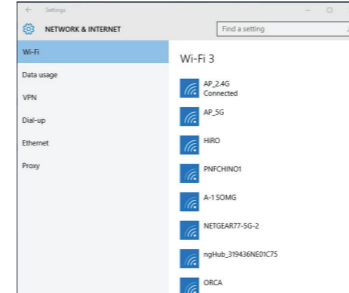 Settings
NETWORK & INTERNET
Find a setting
Wi-Fi
Data usage
VPN
Dial-up
Ethernet
Proxy
Wi-Fi 3
AP_2.4G
Connected
AP_5G
HiRO
PNFCHINO1
A-1 SOMG
NETGEAR77-5G-2
ngHub_319436NE01C75
ORCA